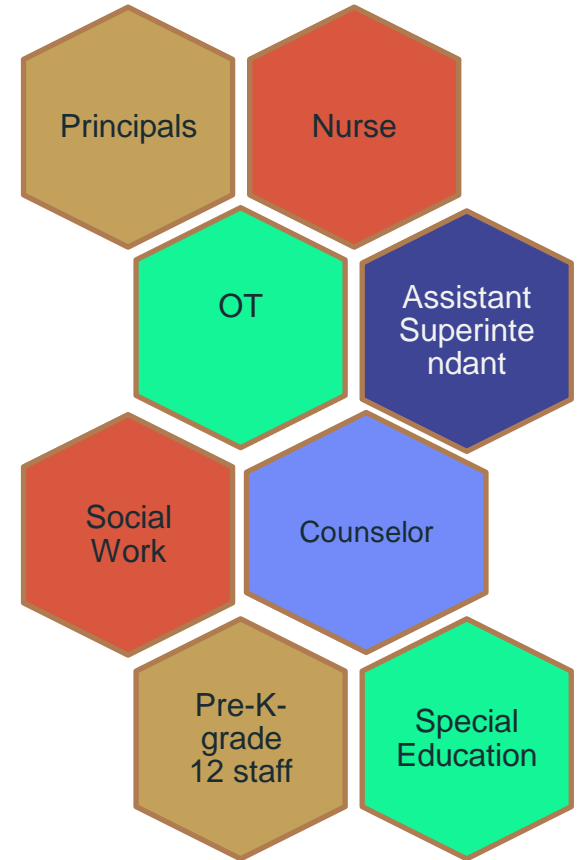 Principals
Nurse
OT
Assistant
Superinte
ndant
Social
Work
Counselor
Pre-K-
grade
12 staff
Special
Education